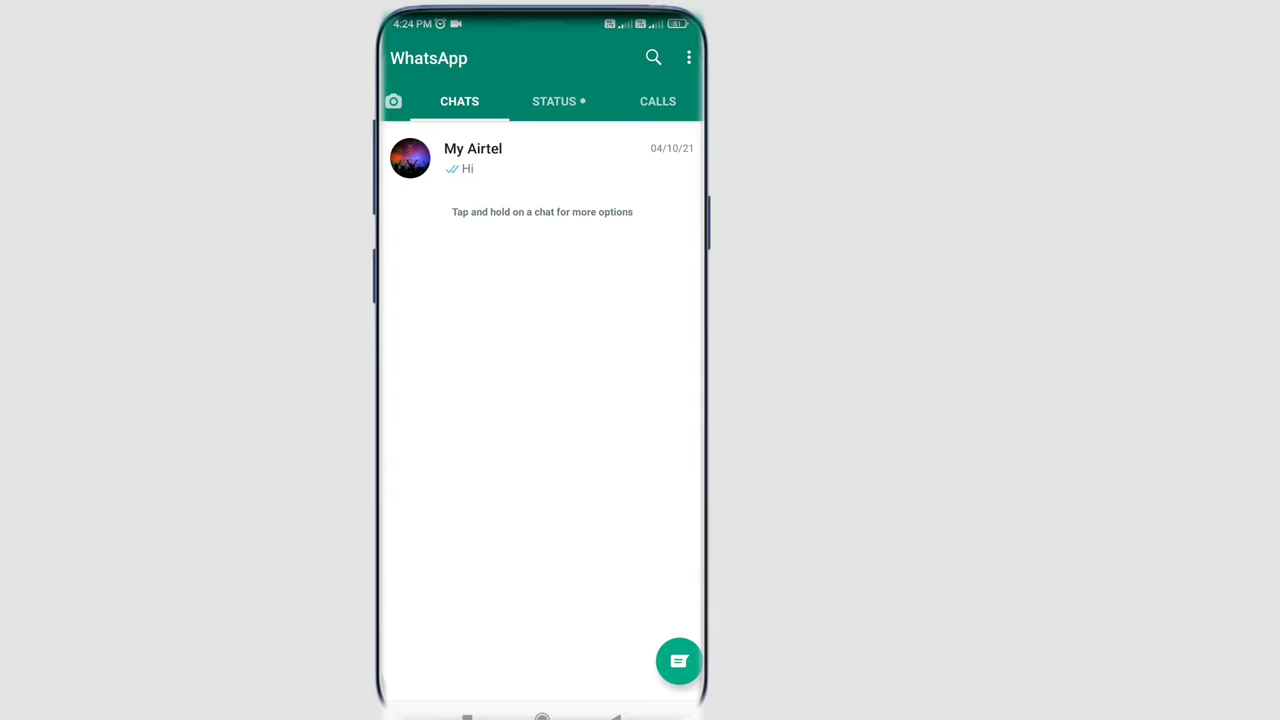 4:24 PM
51
WhatsApp
CHATS
STATUS
CALLS
My Airtel
04/10/21
Hi
Tap and hold on a chat for more options